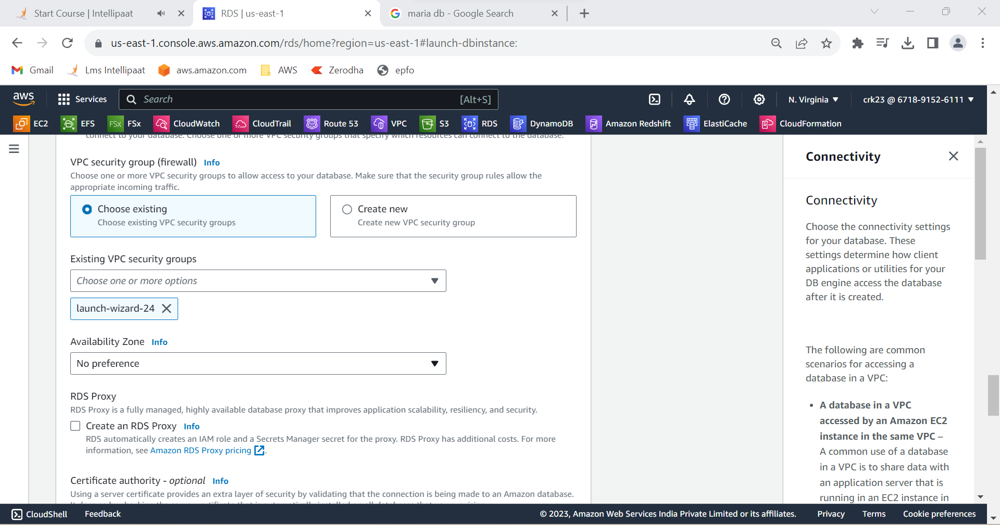 Start Course | Intellipaat
RDS | us-east-1
maria db - Google Search
us-east-1.console.aws.amazon.com/rds/home?region=us-east-1#launch-dbinstance:
Gmail
Lms Intellipaat
aws.amazon.com
AWS
Zerodha
epfo
aws
Services
Search
[Alt+S]
N. Virginia
crk23 @ 6718-9152-6111
EC2
EFS
FSx
FSx
CloudWatch
CloudTrail
53
Route 53
VPC
S3
RDS
DynamoDB
Amazon Redshift
ElastiCache
CloudFormation
connect to your database. Choose one or more VPC security groups that specify which resources can connect to the database.
VPC security group (firewall) Info
Choose one or more VPC security groups to allow access to your database. Make sure that the security group rules allow the
appropriate incoming traffic.
Choose existing
Choose existing VPC security groups
Create new
Create new VPC security group
Existing VPC security groups
Choose one or more options
launch-wizard-24
Availability Zone Info
No preference
RDS Proxy
RDS Proxy is a fully managed, highly available database proxy that improves application scalability, resiliency, and security.
Create an RDS Proxy Info
RDS automatically creates an IAM role and a Secrets Manager secret for the proxy. RDS Proxy has additional costs. For more
information, see Amazon RDS Proxy pricing.
Certificate authority - optional Info
Using a server certificate provides an extra layer of security by validating that the connection is being made to an Amazon database.
Connectivity
Connectivity
Choose the connectivity settings
for your database. These
settings determine how client
applications or utilities for your
DB engine access the database
after it is created.
The following are common
scenarios for accessing a
database in a VPC:
• A database in a VPC
accessed by an Amazon EC2
instance in the same VPC –
A common use of a database
in a VPC is to share data with
an application server that is
running in an EC2 instance in
CloudShell
Feedback
© 2023, Amazon Web Services India Private Limited or its affiliates.
Privacy
Terms
Cookie preferences